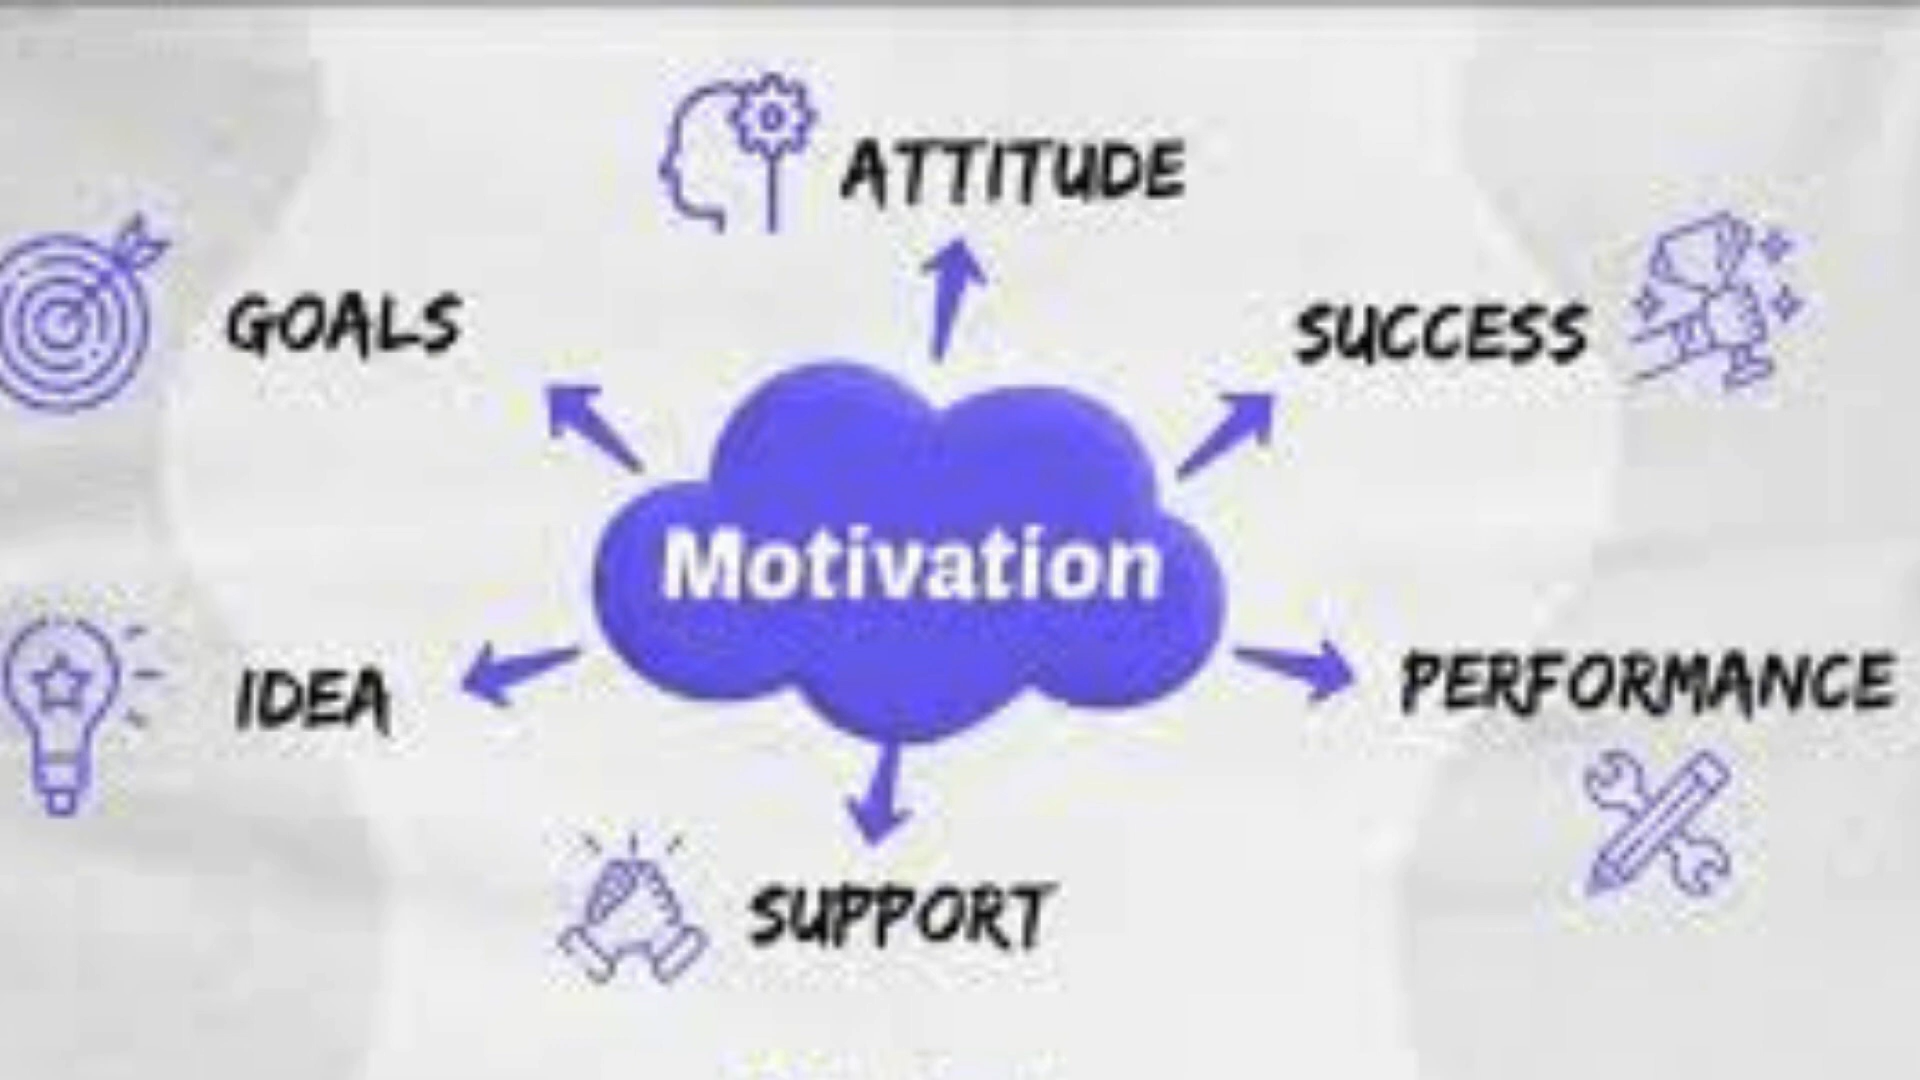 ATTITUDE
GOALS
SUCCESS
Motivation
IDEA
PERFORMANCE
SUPPORT